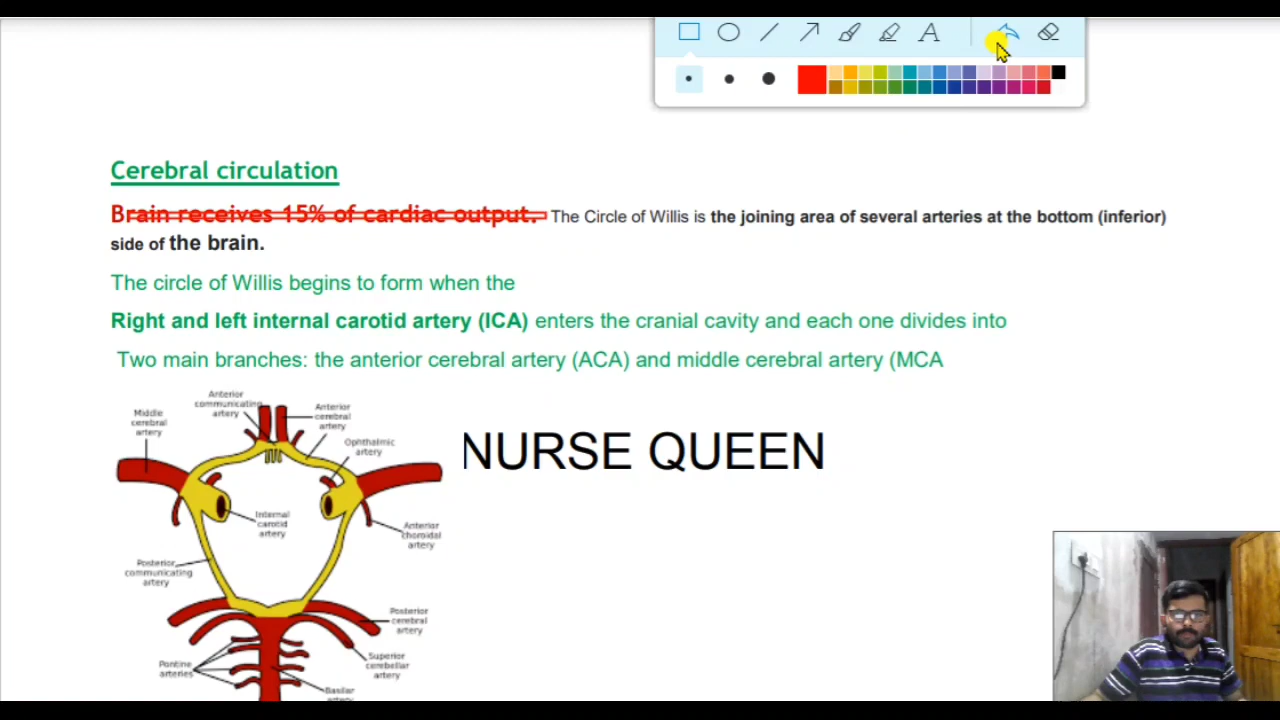 A
Cerebral circulation
Brain receives 15% of cardiac output. The Circle of Willis is the joining area of several arteries at the bottom (inferior)
side of the brain.
The circle of Willis begins to form when the
Right and left internal carotid artery (ICA) enters the cranial cavity and each one divides into
Two main branches: the anterior cerebral artery (ACA) and middle cerebral artery (MCA
Anterior
communicating
artery
Middle
cerebral
artery
Anterior
cerebral
artery
Ophthalmic
artery
NURSE QUEEN
Internal
carotid
artery
Anterior
choroidal
artery
Posterior
communicating
artery
Posterior
cerebral
artery
Superior
cerebellar
artery
Pontine
arteries
Basilar
artery